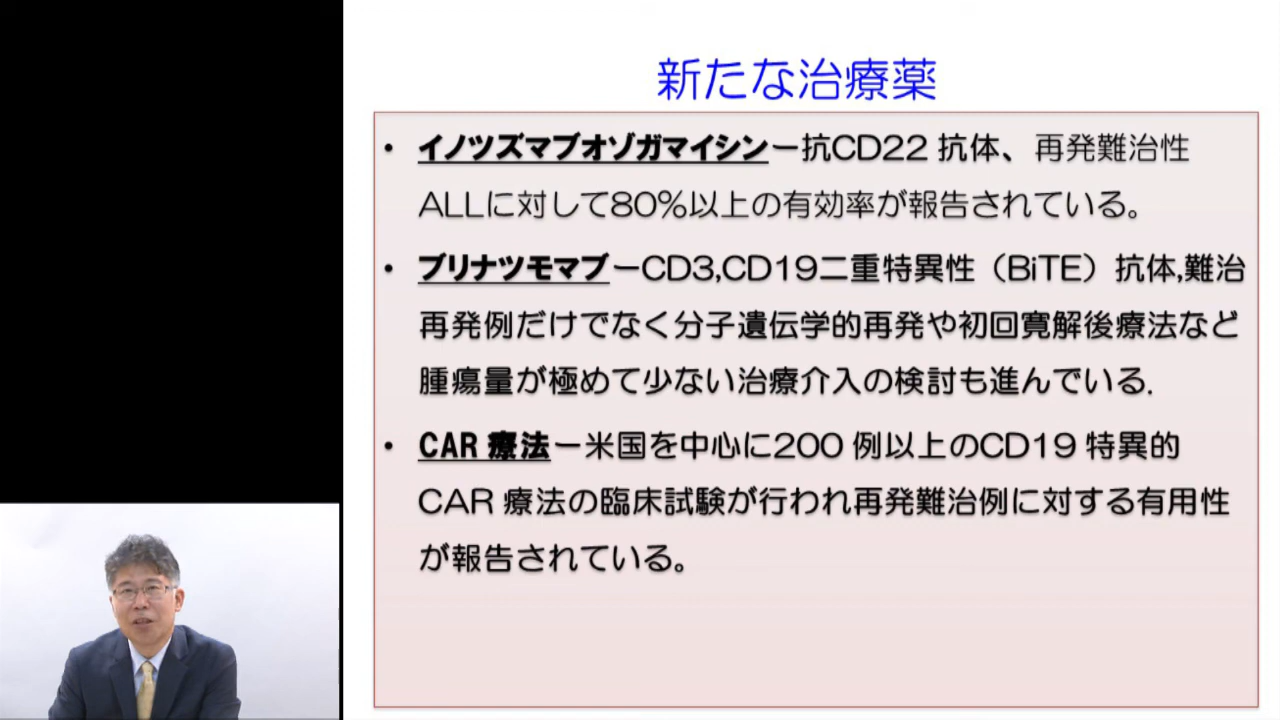 新たな治療薬
• イノツズマブオゾガマイシンー抗CD22 抗体、再発難治性
ALLに対して80%以上の有効率が報告されている。
• ブリナツモマブーCD3,CD19二重特異性（BiTE）抗体,難治
再発例だけでなく分子遺伝学的再発や初回寛解後療法など
腫瘍量が極めて少ない治療介入の検討も進んでいる.
• CAR 療法ー米国を中心に200 例以上のCD19 特異的
CAR 療法の臨床試験が行われ再発難治例に対する有用性
が報告されている。